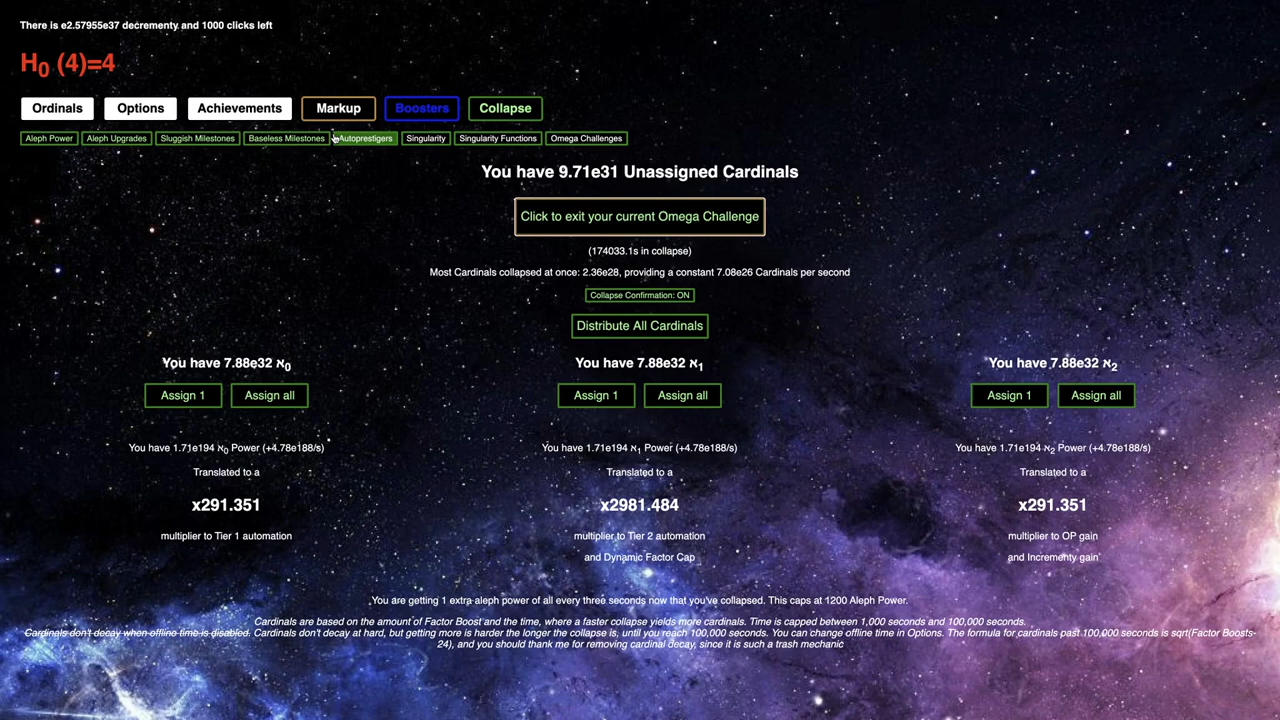 There is e2.57955e37 decrementy and 1000 clicks left
H0 (4)=4
Ordinals Options Achievements Markup Boosters Collapse
Aleph Power Aleph Upgrades Sluggish Milestones Baseless Milestones Autoprestigers Singularity Singularity Functions Omega Challenges
You have 9.71e31 Unassigned Cardinals
Click to exit your current Omega Challenge
(174033.1s in collapse)
Most Cardinals collapsed at once: 2.36e28, providing a constant 7.08e26 Cardinals per second
Collapse Confirmation: ON
Distribute All Cardinals
You have 7.88e32 ℵ0 You have 7.88e32 ℵ1 You have 7.88e32 ℵ2
Assign 1 Assign all Assign 1 Assign all Assign 1 Assign all
You have 1.71e194 ℵ0 Power (+4.78e188/s) You have 1.71e194 ℵ1 Power (+4.78e188/s) You have 1.71e194 ℵ2 Power (+4.78e188/s)
Translated to a Translated to a Translated to a
x291.351 x2981.484 x291.351
multiplier to Tier 1 automation multiplier to Tier 2 automation multiplier to OP gain
and Dynamic Factor Cap and Incrementy gain
You are getting 1 extra aleph power of all every three seconds now that you've collapsed. This caps at 1200 Aleph Power.
Cardinals are based on the amount of Factor Boost and the time, where a faster collapse yields more cardinals. Time is capped between 1,000 seconds and 100,000 seconds.
Cardinals don't decay when offline time is disabled. Cardinals don't decay at hard, but getting more is harder the longer the collapse is, until you reach 100,000 seconds. You can change offline time in Options. The formula for cardinals past 100,000 seconds is sqrt(Factor Boosts-
24), and you should thank me for removing cardinal decay, since it is such a trash mechanic